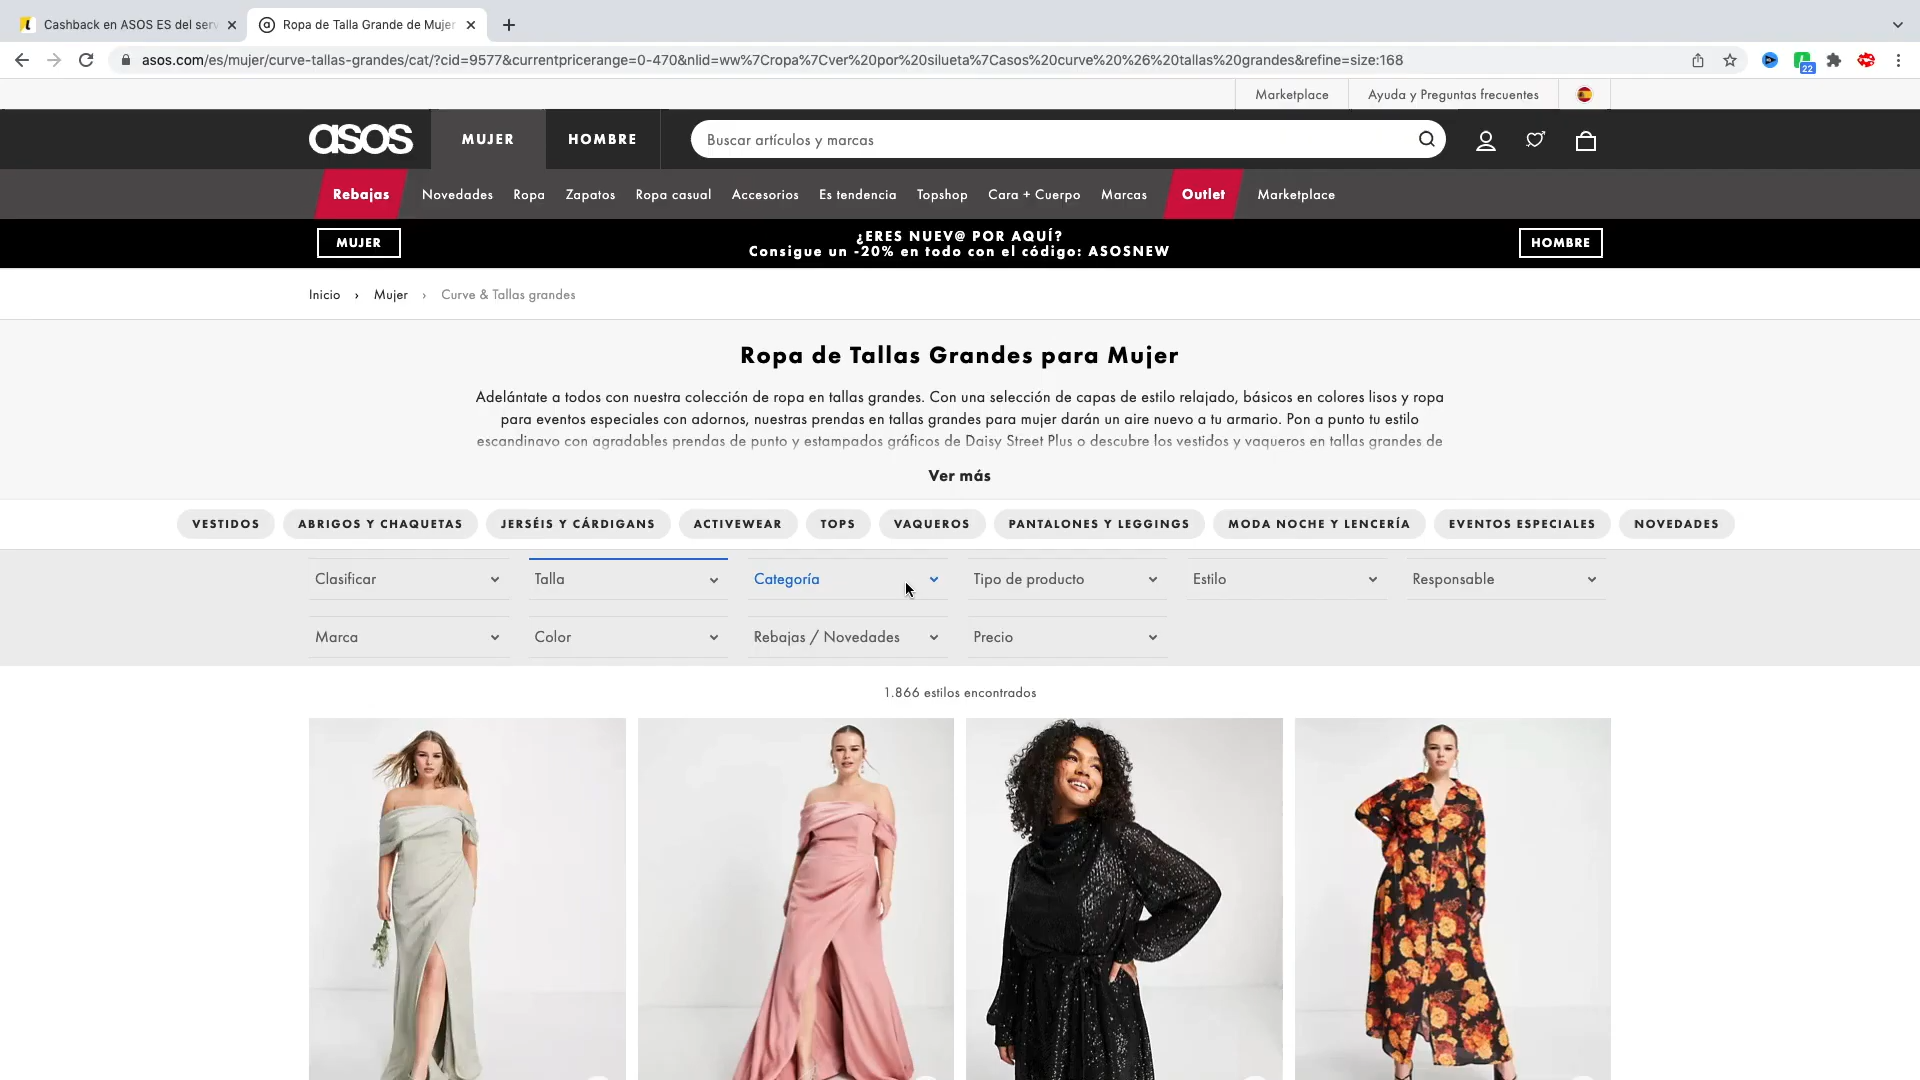 Cashback en ASOS ES del serv
Ropa de Talla Grande de Mujer
asos.com/es/mujer/curve-tallas-grandes/cat/?cid=9577&currentpricerange=0-470&nlid=ww%7Cropa%7Cver%20por%20silueta%7Casos%20curve%20%26%20tallas%20grandes&refine=size:168
22
Marketplace
Ayuda y Preguntas frecuentes
asos
MUJER
HOMBRE
Buscar artículos y marcas
Rebajas
Novedades
Ropa
Zapatos
Ropa casual
Accesorios
Es tendencia
Topshop
Cara + Cuerpo
Marcas
Outlet
Marketplace
MUJER
¿ERES NUEV@ POR AQUÍ?
Consigue un -20% en todo con el código: ASOSNEW
HOMBRE
Inicio › Mujer › Curve & Tallas grandes
Ropa de Tallas Grandes para Mujer
Adelántate a todos con nuestra colección de ropa en tallas grandes. Con una selección de capas de estilo relajado, básicos en colores lisos y ropa
para eventos especiales con adornos, nuestras prendas en tallas grandes para mujer darán un aire nuevo a tu armario. Pon a punto tu estilo
escandinavo con agradables prendas de punto y estampados gráficos de Daisy Street Plus o descubre los vestidos y vaqueros en tallas grandes de
Ver más
VESTIDOS
ABRIGOS Y CHAQUETAS
JERSÉIS Y CÁRDIGANS
ACTIVEWEAR
TOPS
VAQUEROS
PANTALONES Y LEGGINGS
MODA NOCHE Y LENCERÍA
EVENTOS ESPECIALES
NOVEDADES
Clasificar
Talla
Categoría
Tipo de producto
Estilo
Responsable
Marca
Color
Rebajas / Novedades
Precio
1.866 estilos encontrados